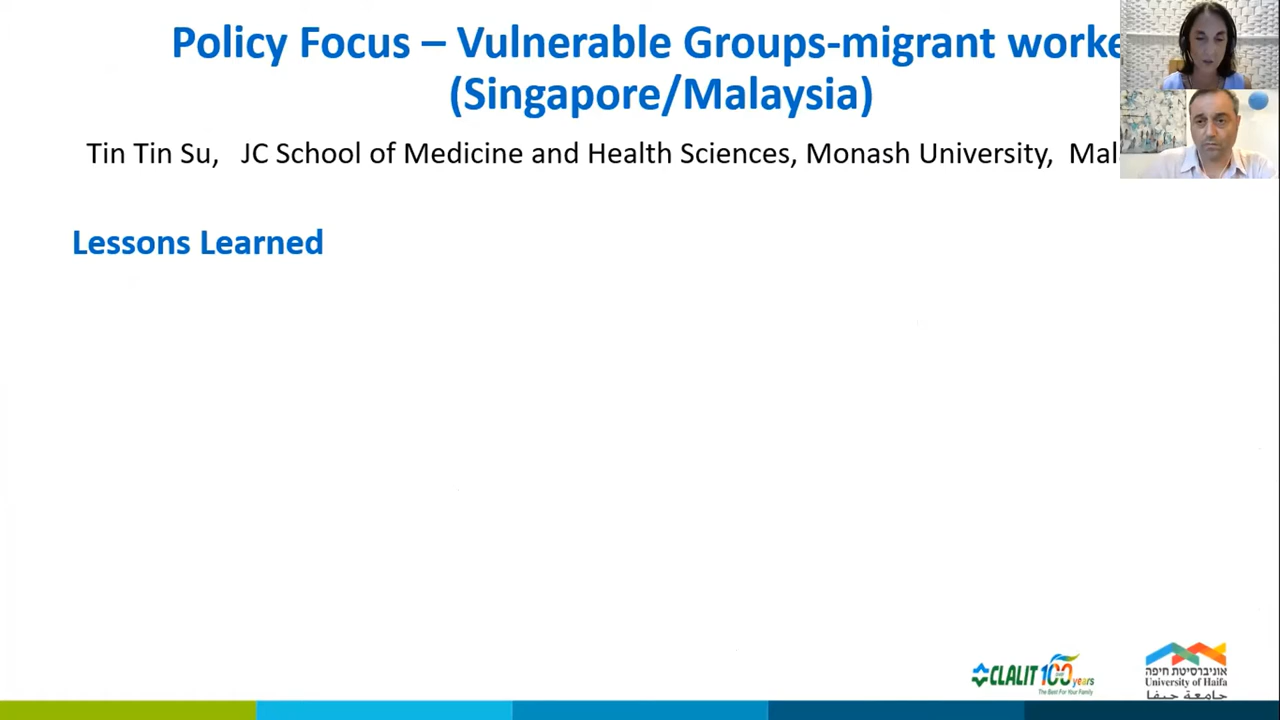 Policy Focus – Vulnerable Groups-migrant worke
(Singapore/Malaysia)
Tin Tin Su, JC School of Medicine and Health Sciences, Monash University, Mal
Lessons Learned
CLALIT 100 years
The Best For Your Family
אוניברסיטת חיפה
University of Haifa
جامعة حيفا